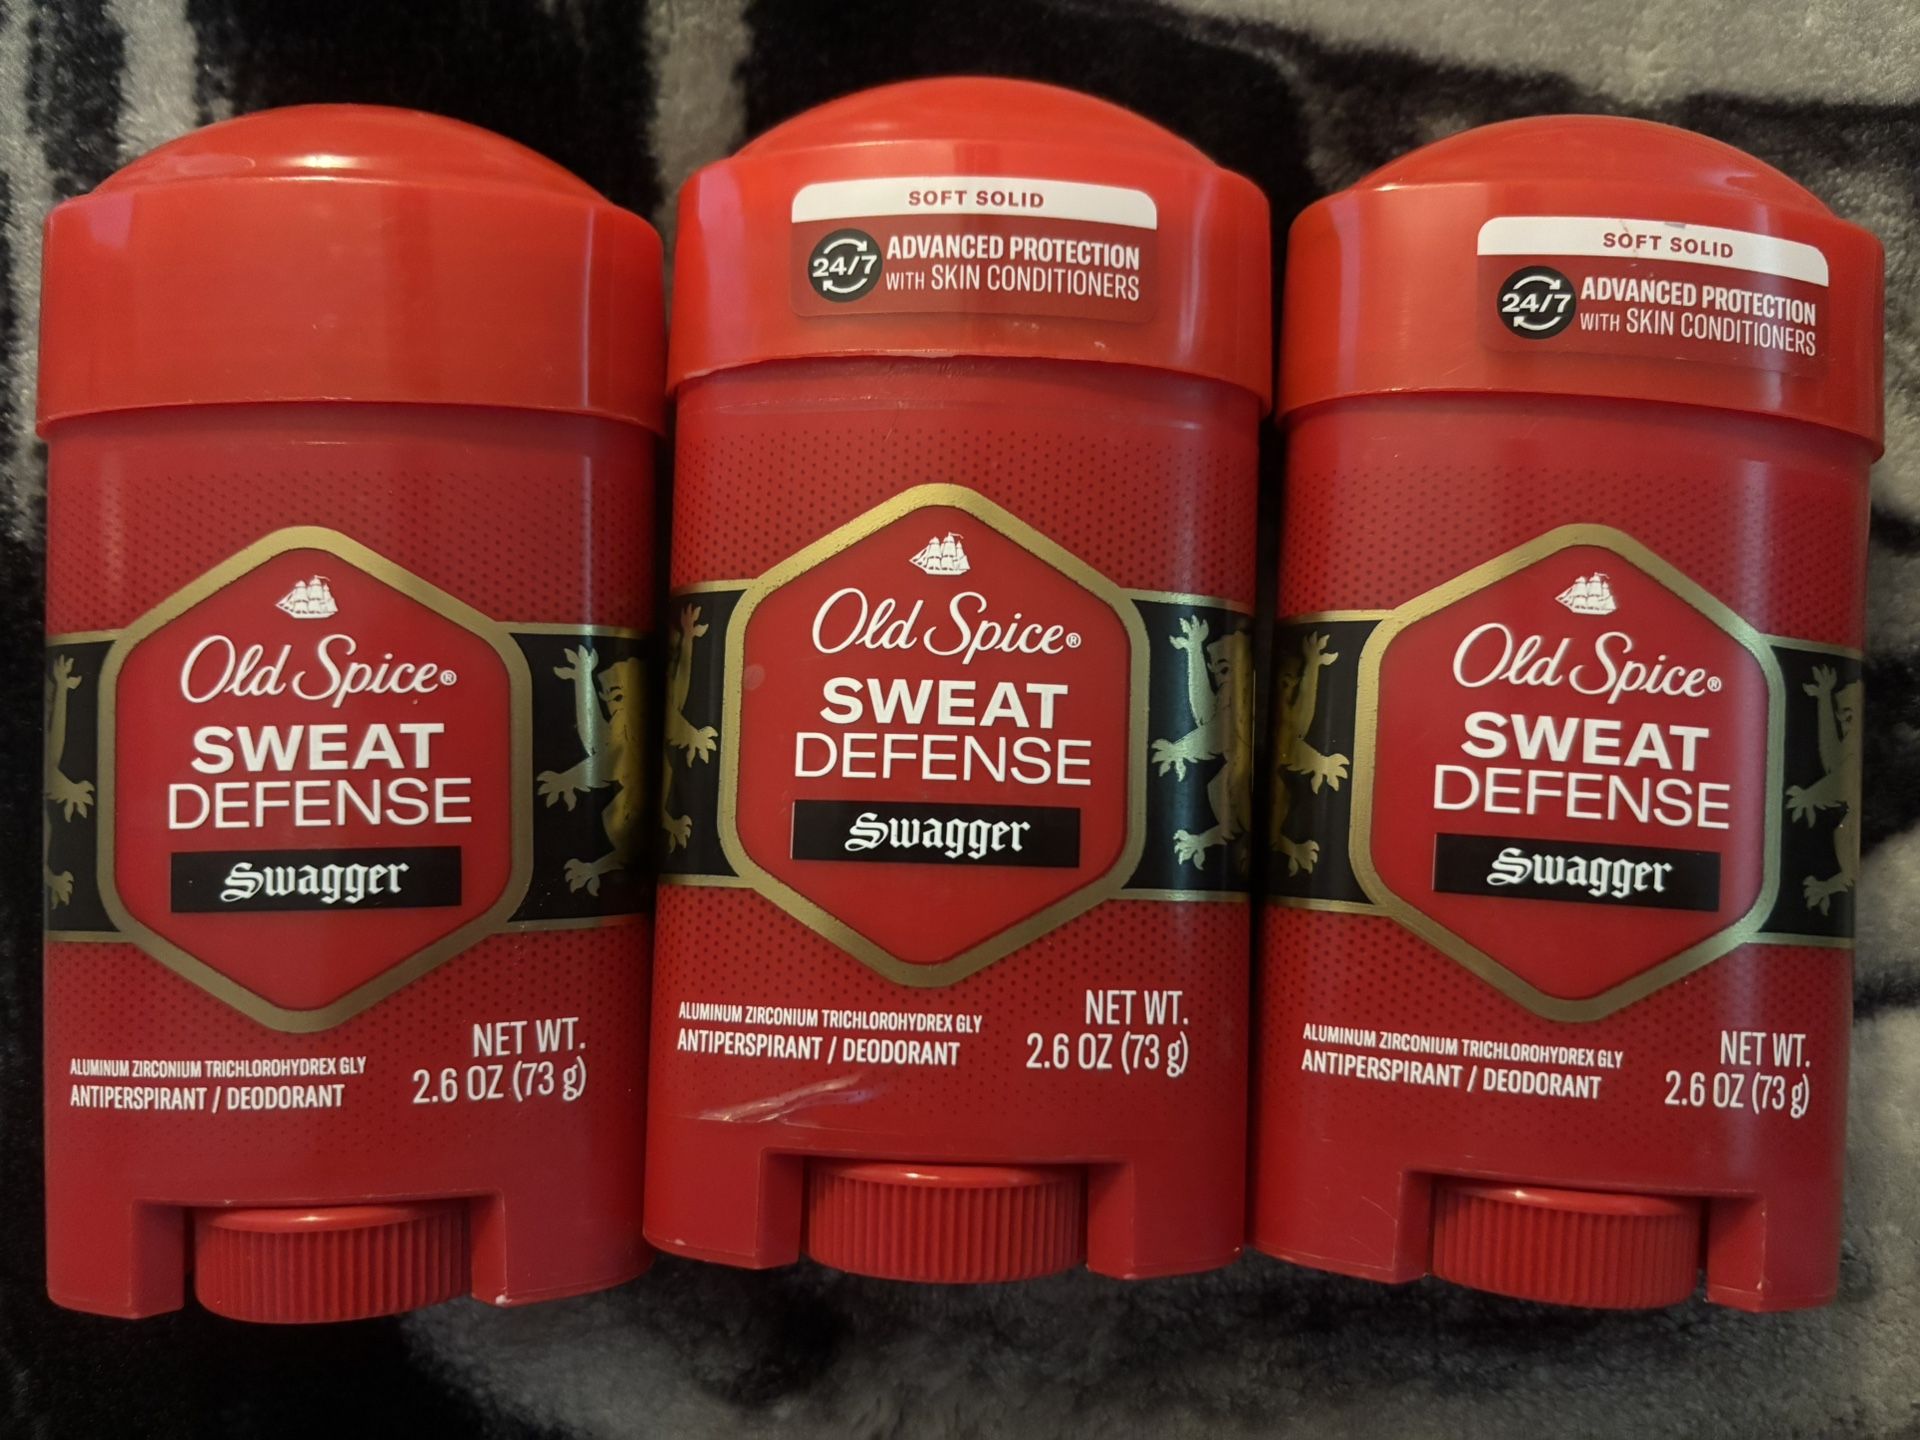 Old Spice®
SWEAT
DEFENSE
Swagger
ALUMINUM ZIRCONIUM TRICHLOROHYDREX GLY
ANTIPERSPIRANT / DEODORANT
NET WT.
2.6 OZ (73 g)
SOFT SOLID
24/7
ADVANCED PROTECTION
WITH SKIN CONDITIONERS
Old Spice®
SWEAT
DEFENSE
Swagger
ALUMINUM ZIRCONIUM TRICHLOROHYDREX GLY
ANTIPERSPIRANT / DEODORANT
NET WT.
2.6 OZ (73 g)
SOFT SOLID
24/7
ADVANCED PROTECTION
WITH SKIN CONDITIONERS
Old Spice®
SWEAT
DEFENSE
Swagger
ALUMINUM ZIRCONIUM TRICHLOROHYDREX GLY
ANTIPERSPIRANT / DEODORANT
NET WT.
2.6 OZ (73 g)